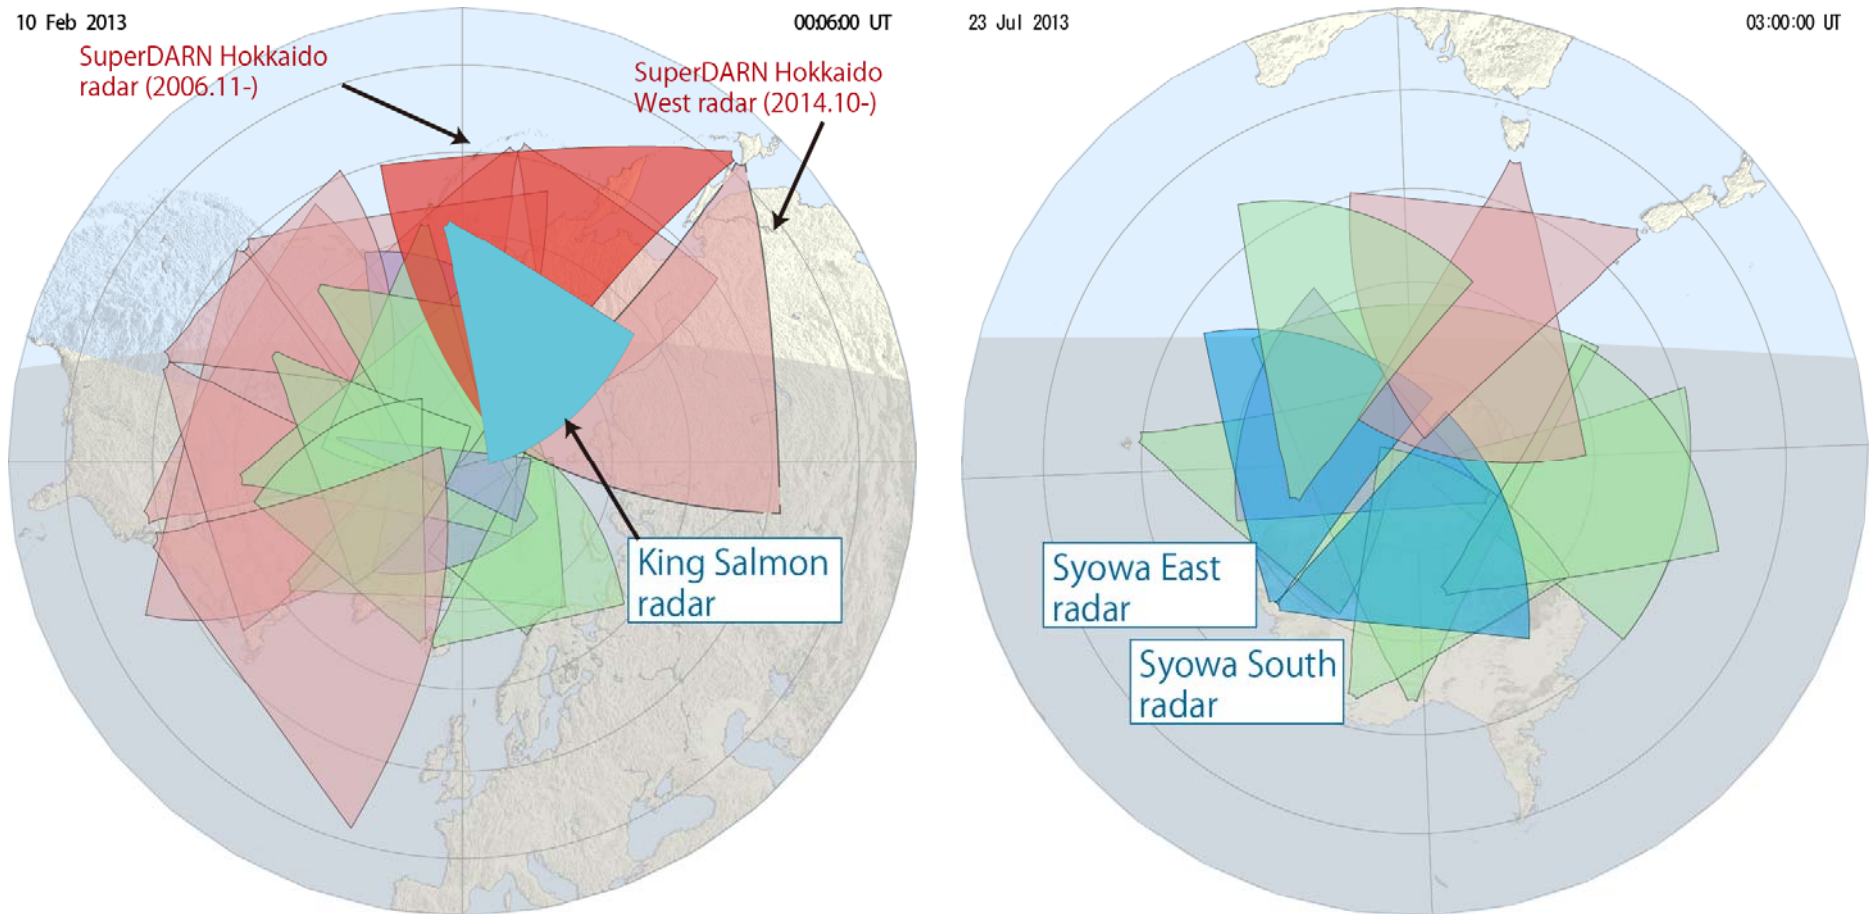 10 Feb 2013
00:06:00 UT
SuperDARN Hokkaido
radar (2006.11-)
SuperDARN Hokkaido
West radar (2014.10-)
King Salmon
radar
23 Jul 2013
03:00:00 UT
Syowa East
radar
Syowa South
radar